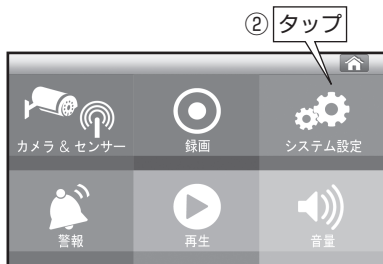 ② タップ
カメラ & センサー
録画
システム設定
警報
再生
音量